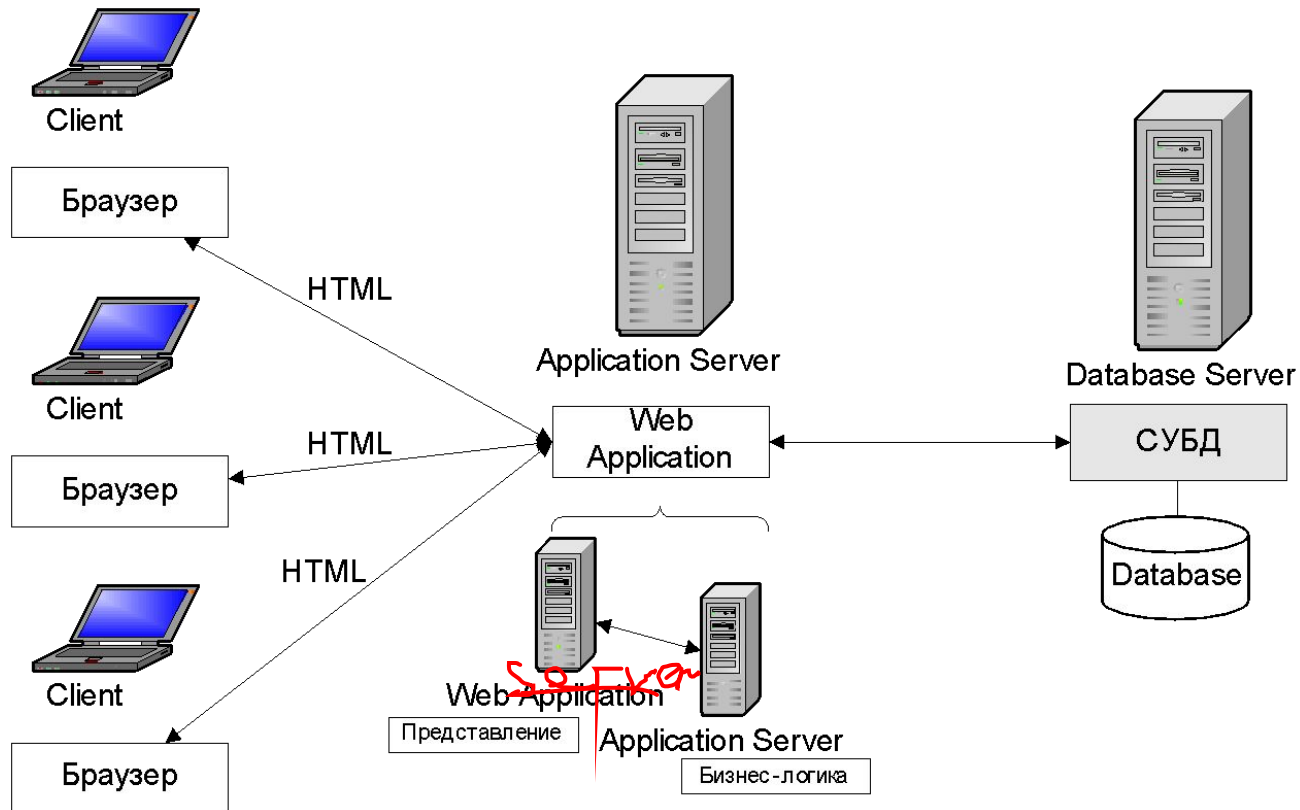 Client
Браузер
HTML
Client
Браузер
HTML
Client
Браузер
HTML
Application Server
Web
Application
Web Application
Представление
Application Server
Бизнес-логика
Database Server
СУБД
Database